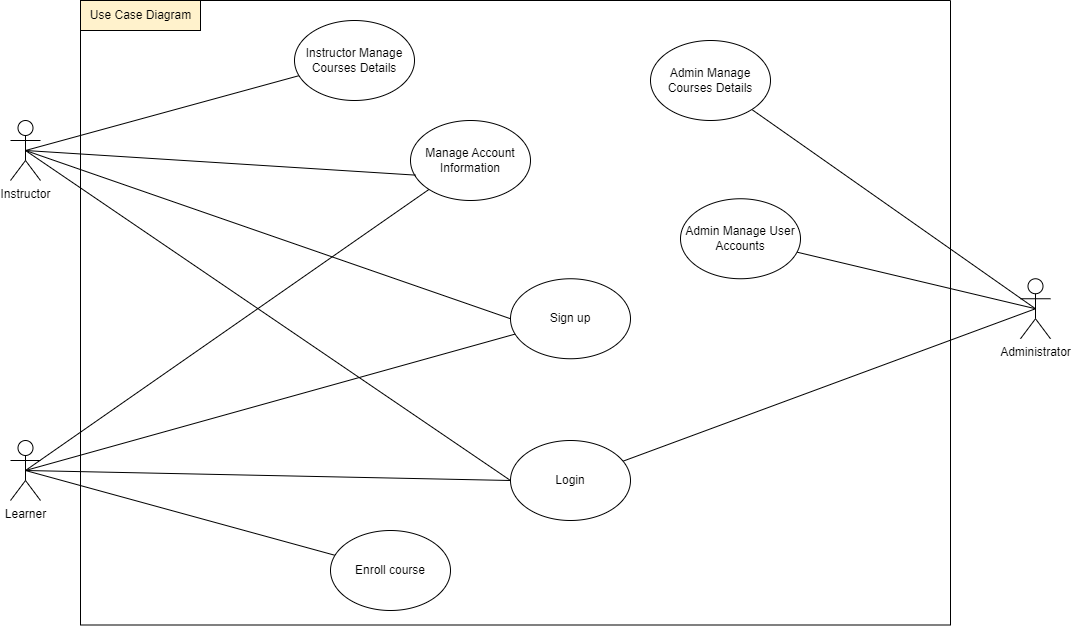 Use Case Diagram
Instructor Manage
Courses Details
Admin Manage
Courses Details
Manage Account
Information
Instructor
Admin Manage User
Accounts
Sign up
Administrator
Login
Learner
Enroll course